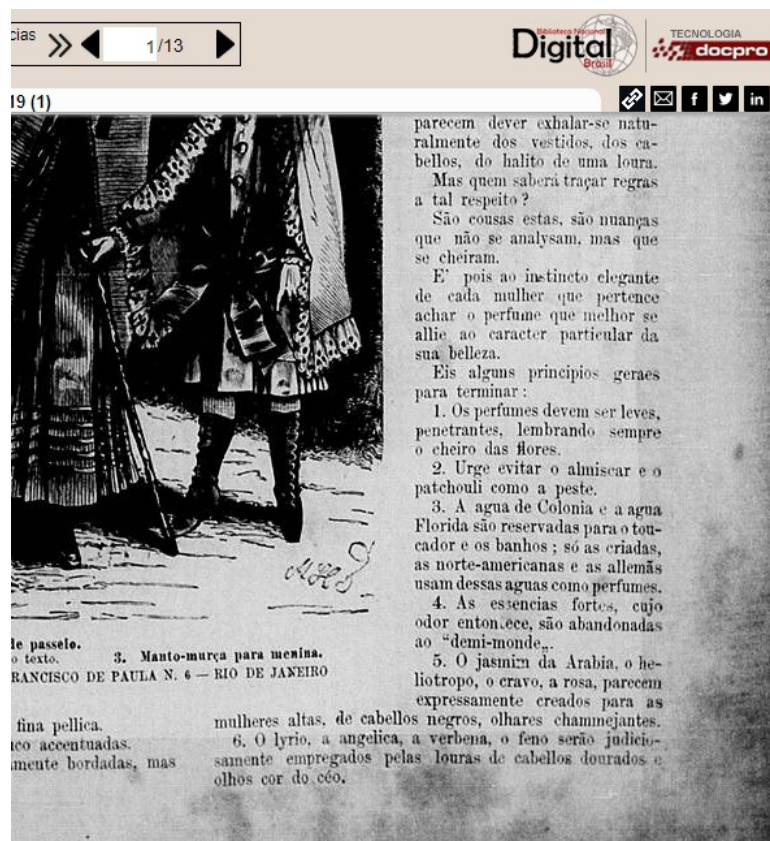 cias
1/13
Biblioteca Nacional
Digital
Brasil
TECNOLOGIA
docpro
19 (1)
parecem dever exhalar-se natu-
ralmente dos vestidos, dos ca-
bellos, do halito de uma loura.
Mas quem saberá traçar regras
a tal respeito?
São cousas estas, são nuanças
que não se analysam, mas que
se cheiram.
E' pois ao instincto elegante
de cada mulher que pertence
achar o perfume que melhor se
allie ao caracter particular da
sua belleza.
Eis alguns principios geraes
para terminar:
1. Os perfumes devem ser leves,
penetrantes, lembrando sempre
o cheiro das flores.
2. Urge evitar o almiscar e o
patchouli como a peste.
3. A agua de Colonia e a agua
Florida são reservadas para o tou-
cador e os banhos; só as criadas,
as norte-americanas e as allemãs
usam dessas aguas como perfumes.
4. As essencias fortes, cujo
odor entontece, são abandonadas
ao "demi-monde„.
5. O jasmim da Arabia, o he-
liotropo, o cravo, a rosa, parecem
expressamente creados para as
mulheres altas, de cabellos negros, olhares chammejantes.
6. O lyrio, a angelica, a verbena, o feno serão judicio-
samente empregados pelas louras de cabellos dourados e
olhos cor do céo.
de passeio.
o texto.
3. Manto-murça para menina.
RANCISCO DE PAULA N. 6 — RIO DE JANEIRO
fina pellica.
co accentuadas.
mente bordadas, mas